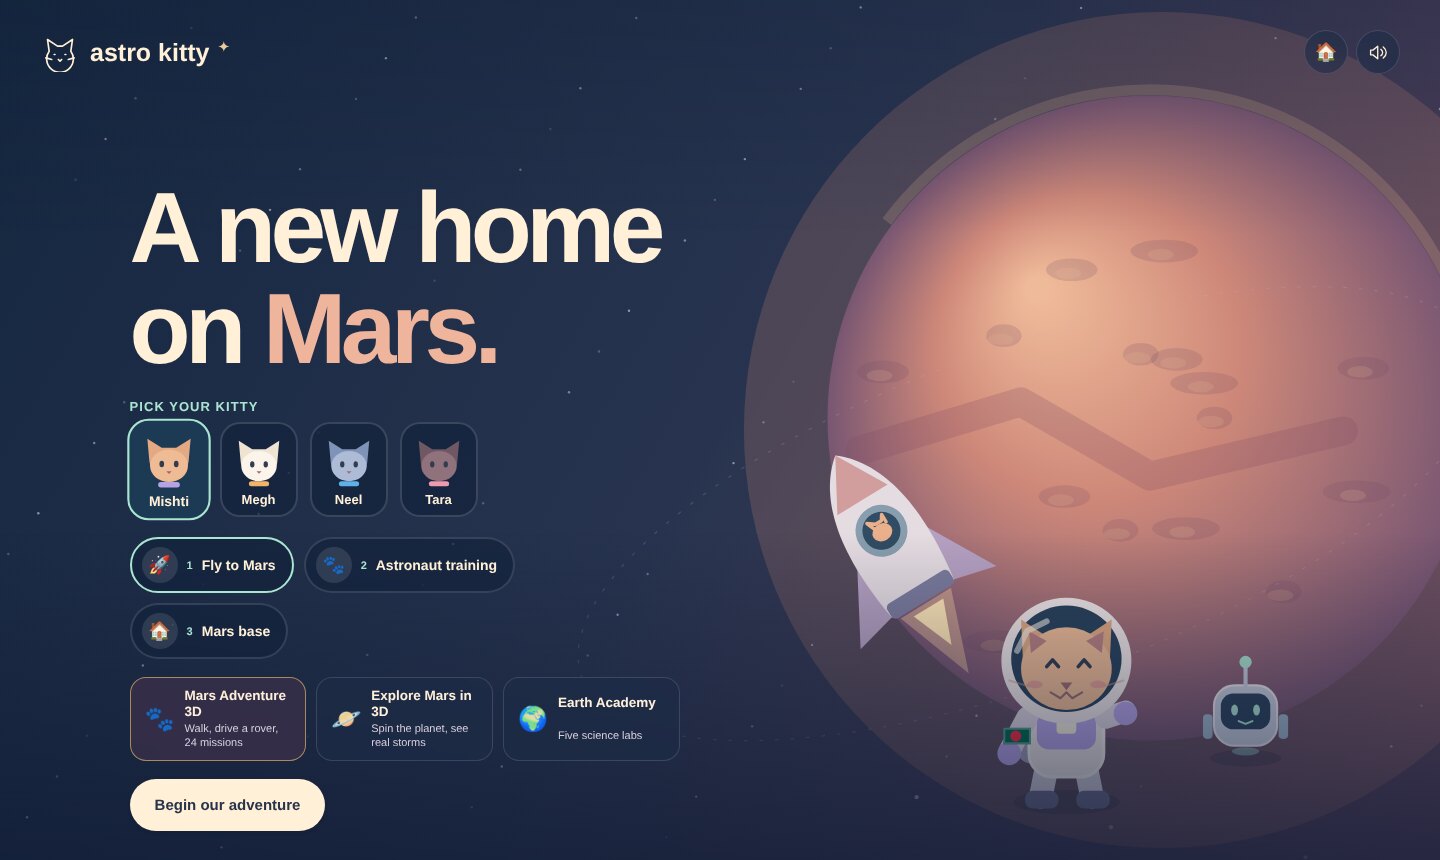 astro kitty
A new home
on Mars.
PICK YOUR KITTY
Mishti
Megh
Neel
Tara
1 Fly to Mars
2 Astronaut training
3 Mars base
Mars Adventure
3D
Walk, drive a rover,
24 missions
Explore Mars in
3D
Spin the planet, see
real storms
Earth Academy
Five science labs
Begin our adventure